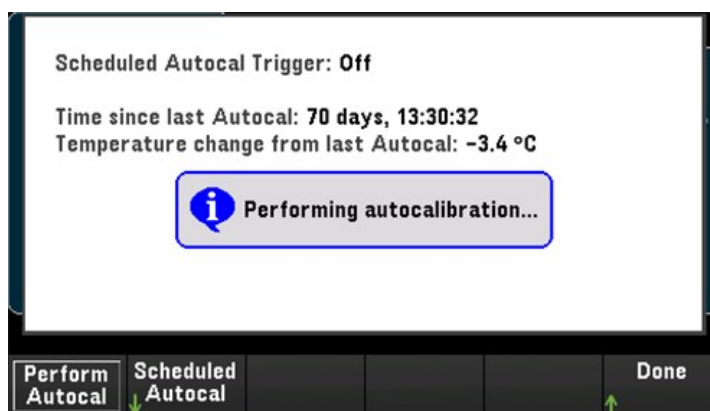 Scheduled Autocal Trigger: Off
Time since last Autocal: 70 days, 13:30:32
Temperature change from last Autocal: -3.4 °C
i Performing autocalibration...
Perform Autocal
Scheduled Autocal
Done